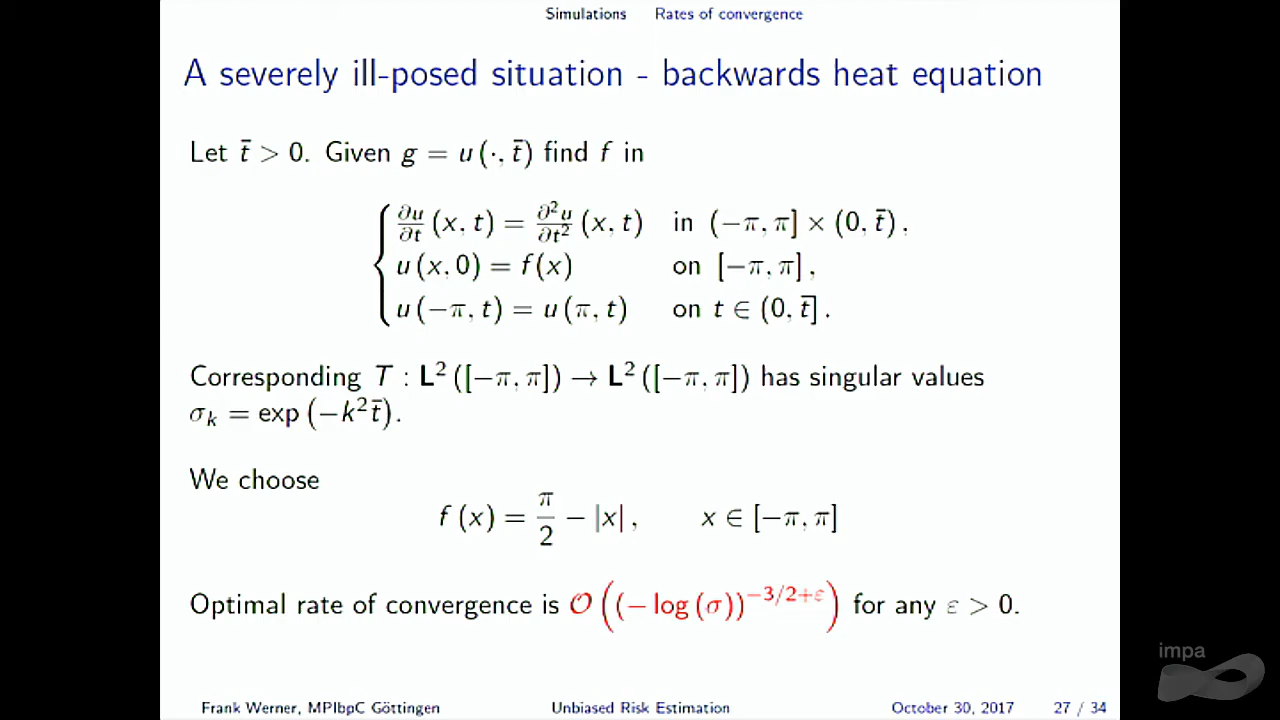 Simulations Rates of convergence
A severely ill-posed situation - backwards heat equation
Let t̄ > 0. Given g = u (·, t̄) find f in
∂u/∂t (x, t) = ∂²u/∂t² (x, t) in (−π, π] × (0, t̄) ,
u (x, 0) = f(x) on [−π, π] ,
u (−π, t) = u (π, t) on t ∈ (0, t̄] .
Corresponding T : L² ([−π, π]) → L² ([−π, π]) has singular values
σₖ = exp (−k² t̄).
We choose
f (x) = π/2 − |x| , x ∈ [−π, π]
Optimal rate of convergence is O ((− log (σ))^(−3/2+ε)) for any ε > 0.
impa
Frank Werner, MPIbpC Göttingen Unbiased Risk Estimation October 30, 2017 27 / 34